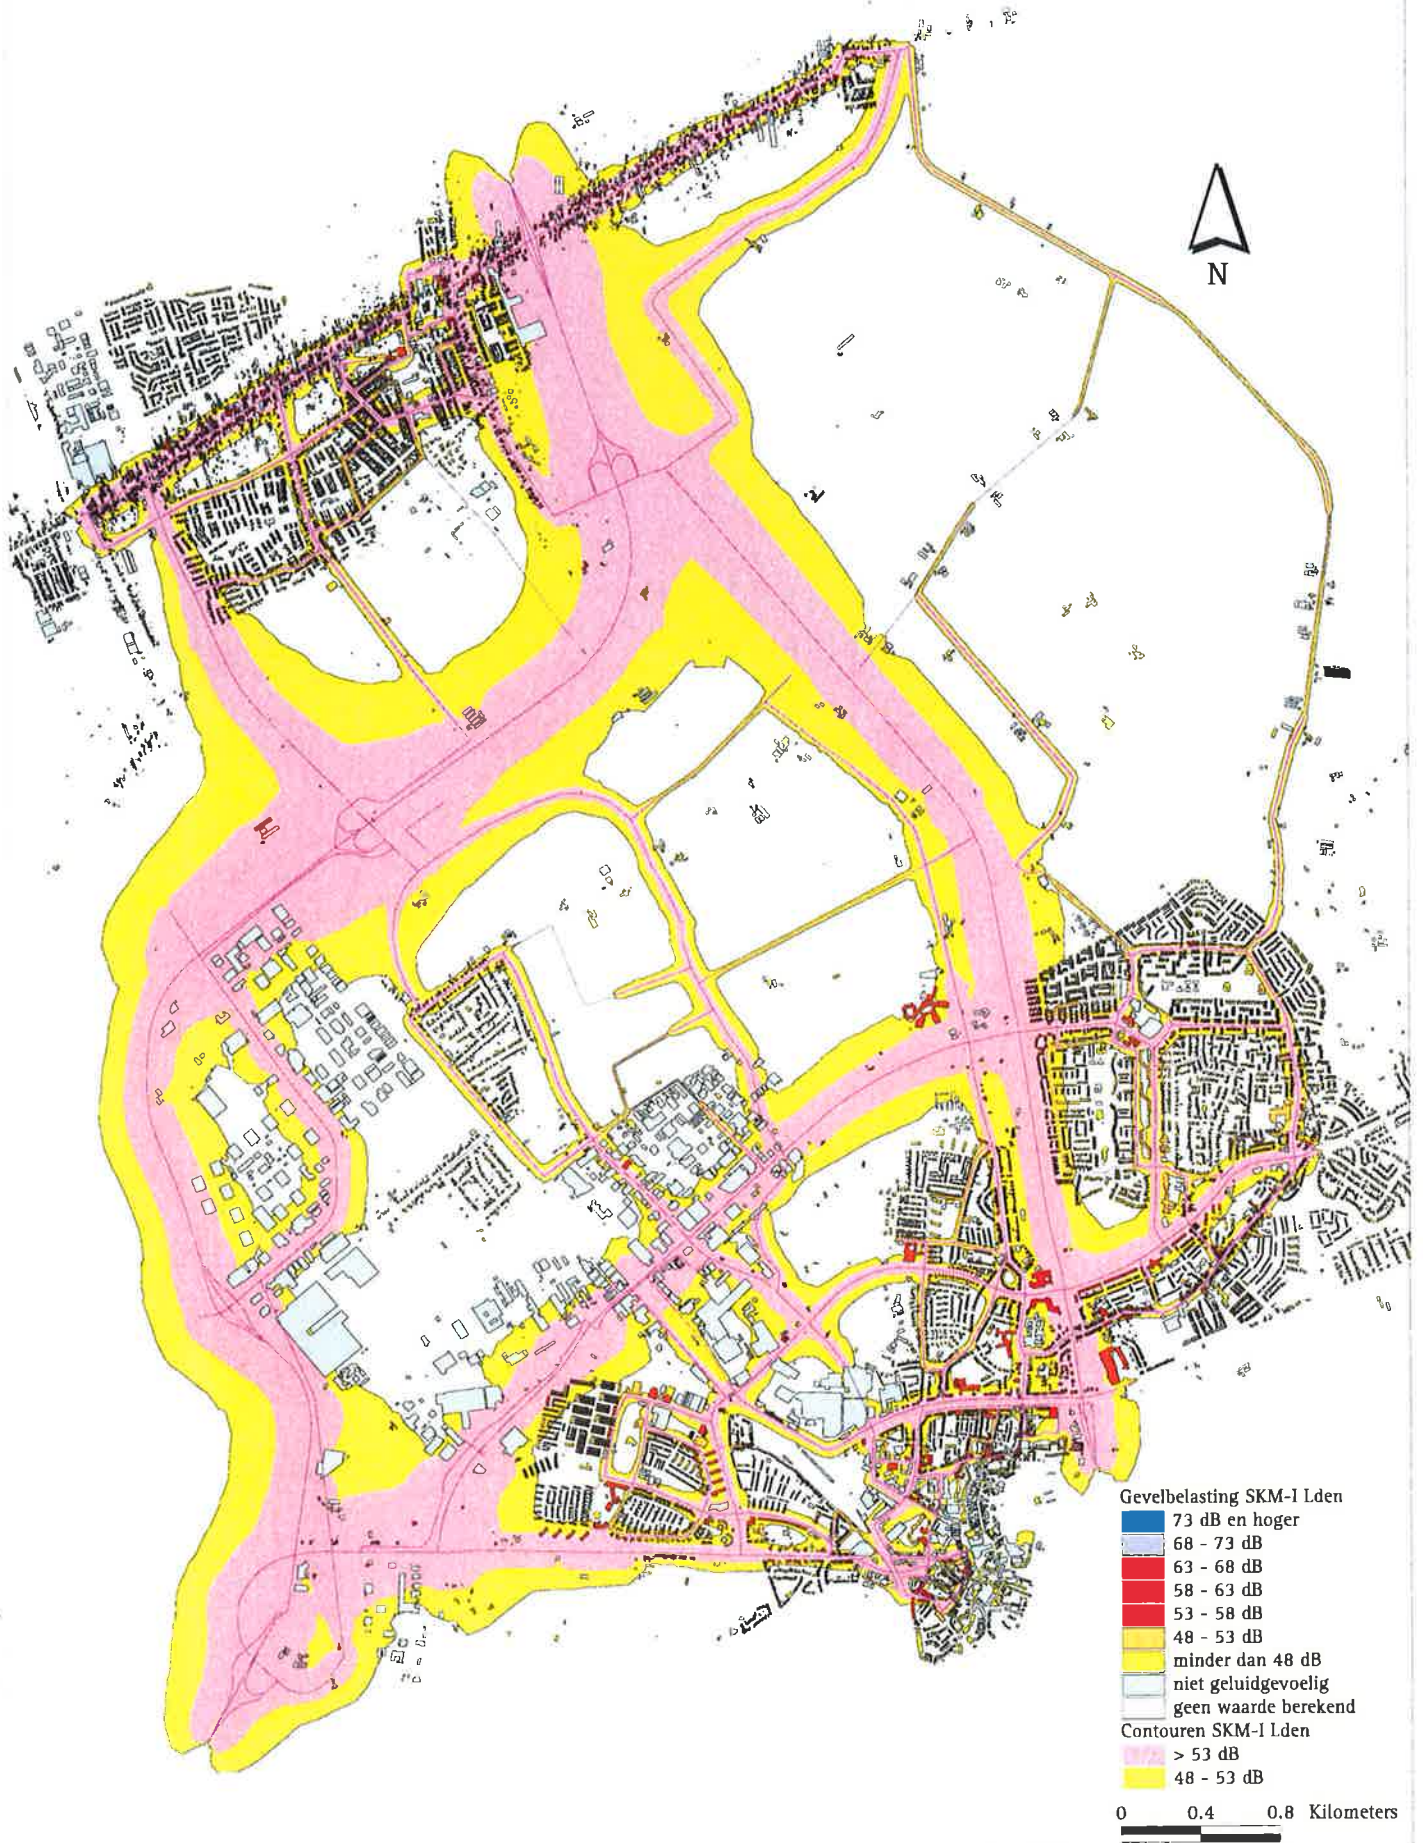 N
Gevelbelasting SKM-I Lden
73 dB en hoger
68 - 73 dB
63 - 68 dB
58 - 63 dB
53 - 58 dB
48 - 53 dB
minder dan 48 dB
niet geluidgevoelig
geen waarde berekend
Contouren SKM-I Lden
> 53 dB
48 - 53 dB
0 0.4 0.8 Kilometers